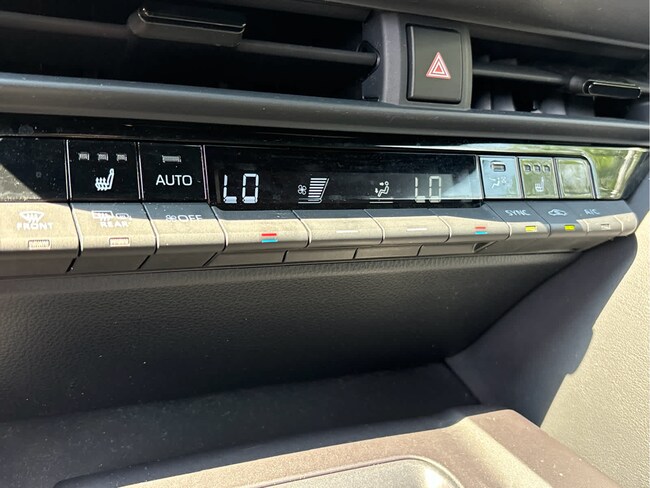 AUTO
LO LO
FRONT REAR OFF SYNC A/C